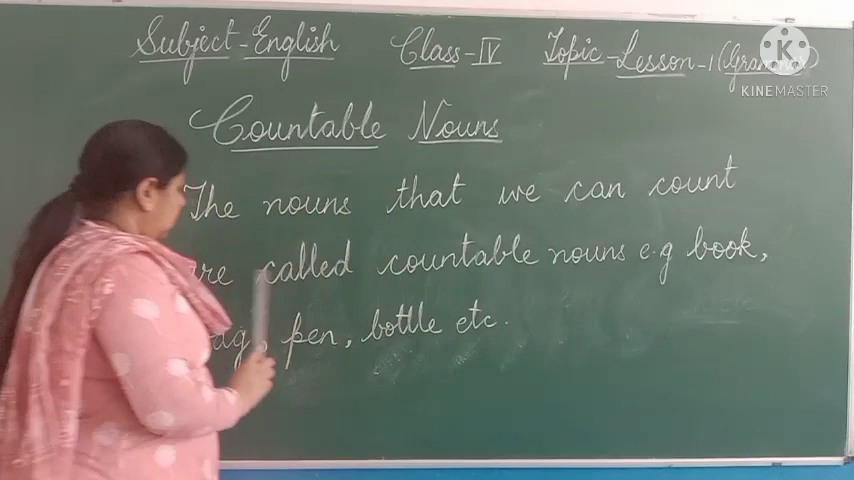 Subject-English Class-IV Topic-Lesson-1 (Grammar)
KINEMASTER
Countable Nouns
The nouns that we can count
are called countable nouns e.g book,
bag, pen, bottle etc.